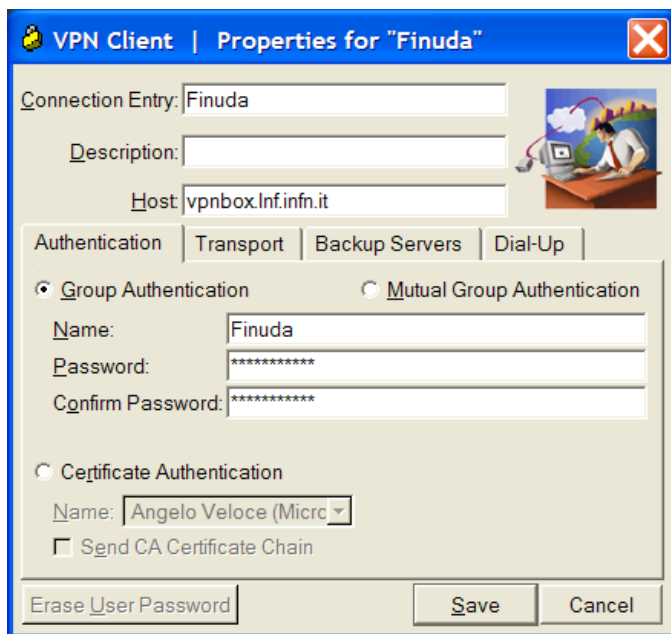 VPN Client | Properties for "Finuda"
Connection Entry: Finuda
Description:
Host: vpnbox.lnf.infn.it
Authentication Transport Backup Servers Dial-Up
Group Authentication Mutual Group Authentication
Name: Finuda
Password: ***********
Confirm Password: ***********
Certificate Authentication
Name: Angelo Veloce (Micro
Send CA Certificate Chain
Erase User Password Save Cancel